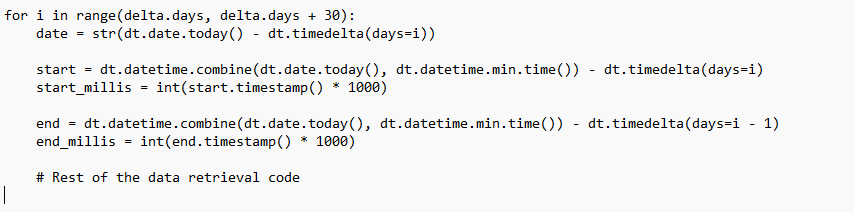 for i in range(delta.days, delta.days + 30):
    date = str(dt.date.today() - dt.timedelta(days=i))

    start = dt.datetime.combine(dt.date.today(), dt.datetime.min.time()) - dt.timedelta(days=i)
    start_millis = int(start.timestamp() * 1000)

    end = dt.datetime.combine(dt.date.today(), dt.datetime.min.time()) - dt.timedelta(days=i - 1)
    end_millis = int(end.timestamp() * 1000)

    # Rest of the data retrieval code